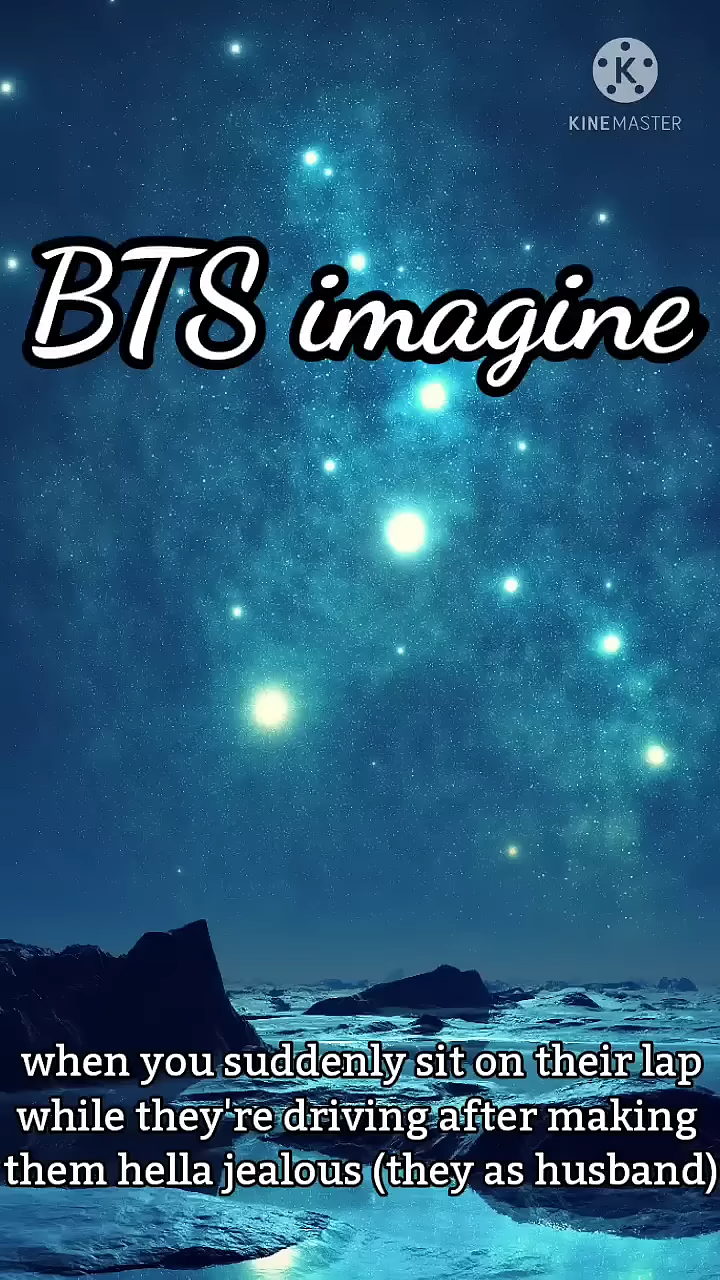 K
KINEMASTER
BTS imagine
when you suddenly sit on their lap
while they're driving after making
them hella jealous (they as husband)